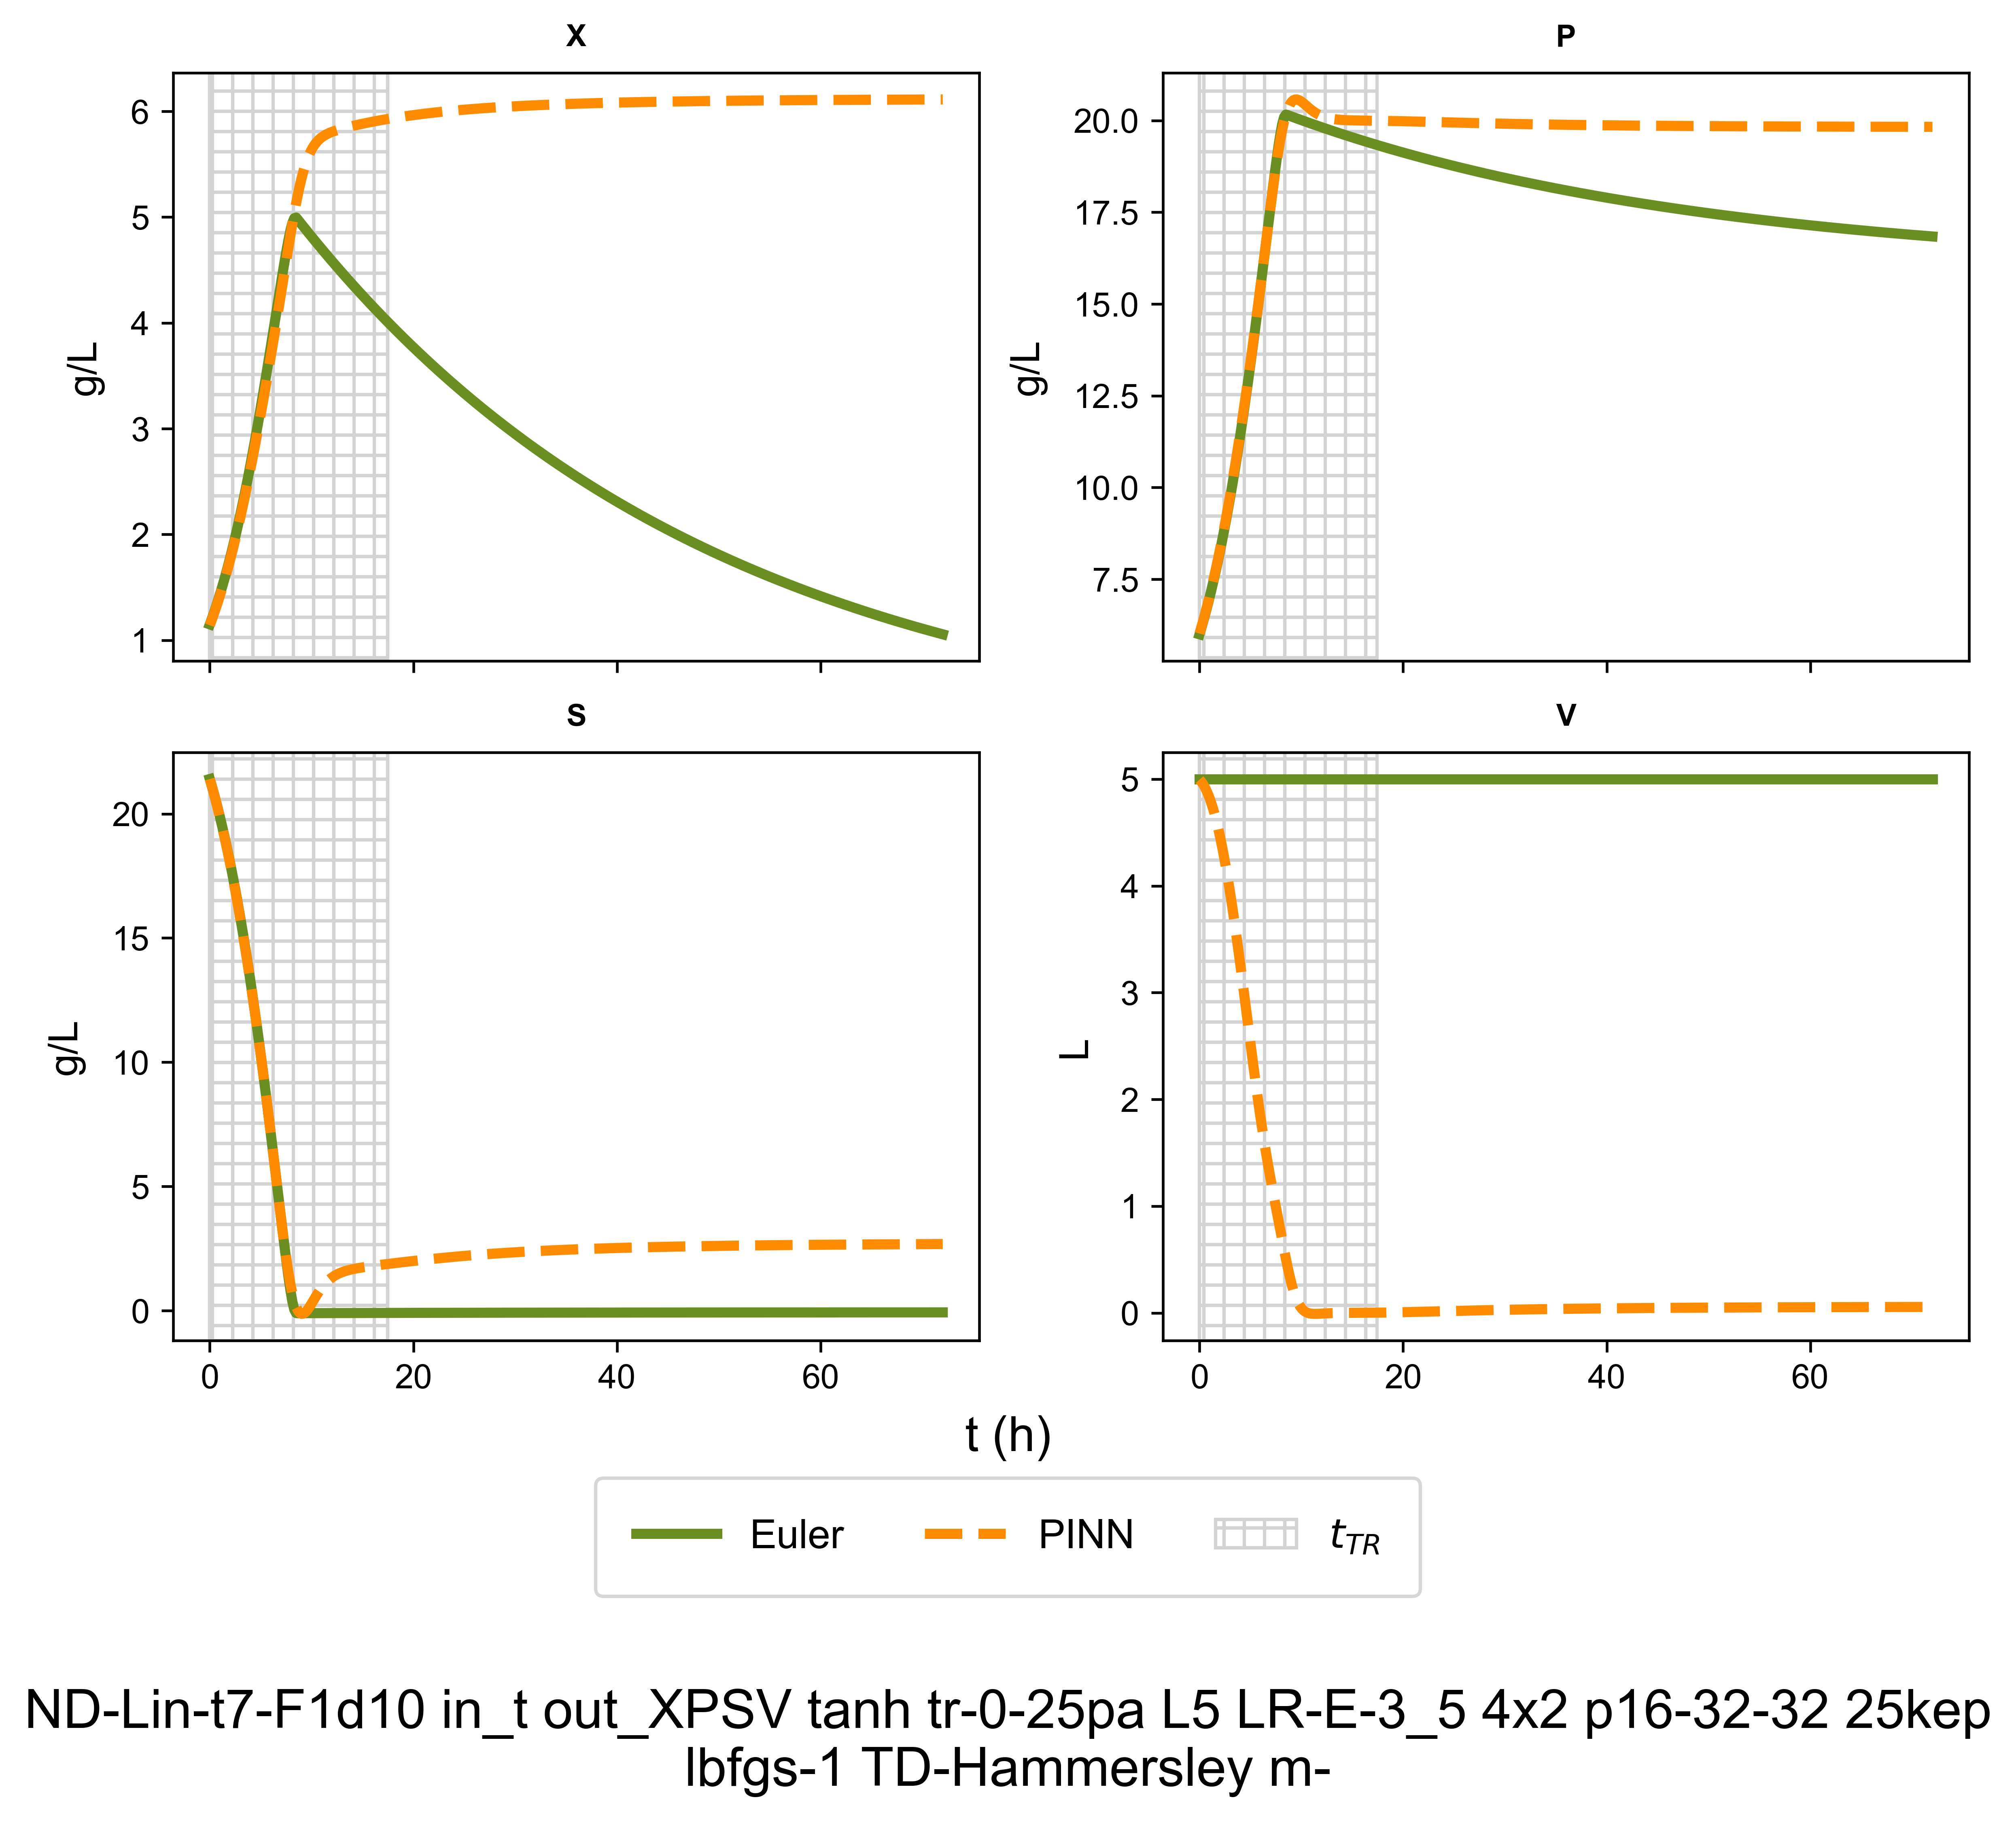 X
P
6
5
4
3
2
1
g/L
20.0
17.5
15.0
12.5
10.0
7.5
g/L
S
V
20
15
10
5
0
g/L
0
20
40
60
5
4
3
2
1
0
L
0
20
40
60
t (h)
Euler PINN t_TR
ND-Lin-t7-F1d10 in_t out_XPSV tanh tr-0-25pa L5 LR-E-3_5 4x2 p16-32-32 25kep
lbfgs-1 TD-Hammersley m-